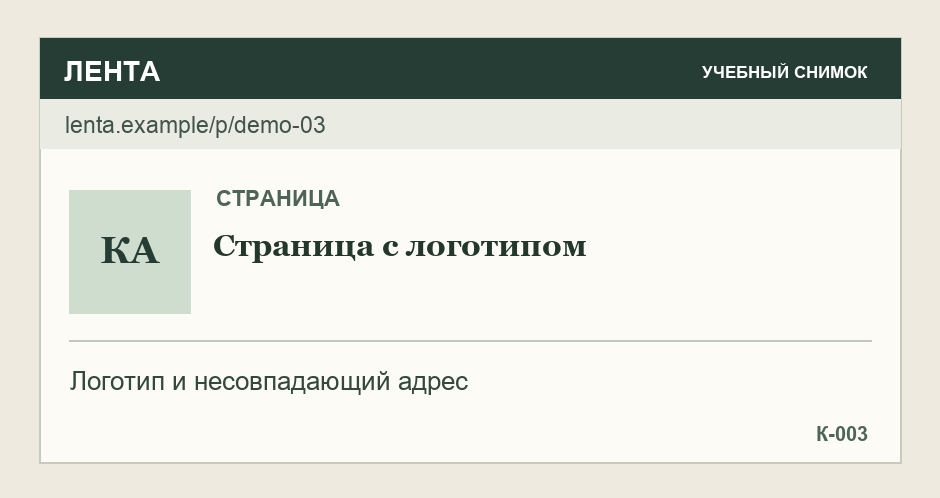 ЛЕНТА
УЧЕБНЫЙ СНИМОК
lenta.example/p/demo-03
КА
СТРАНИЦА
Страница с логотипом
Логотип и несовпадающий адрес
К-003